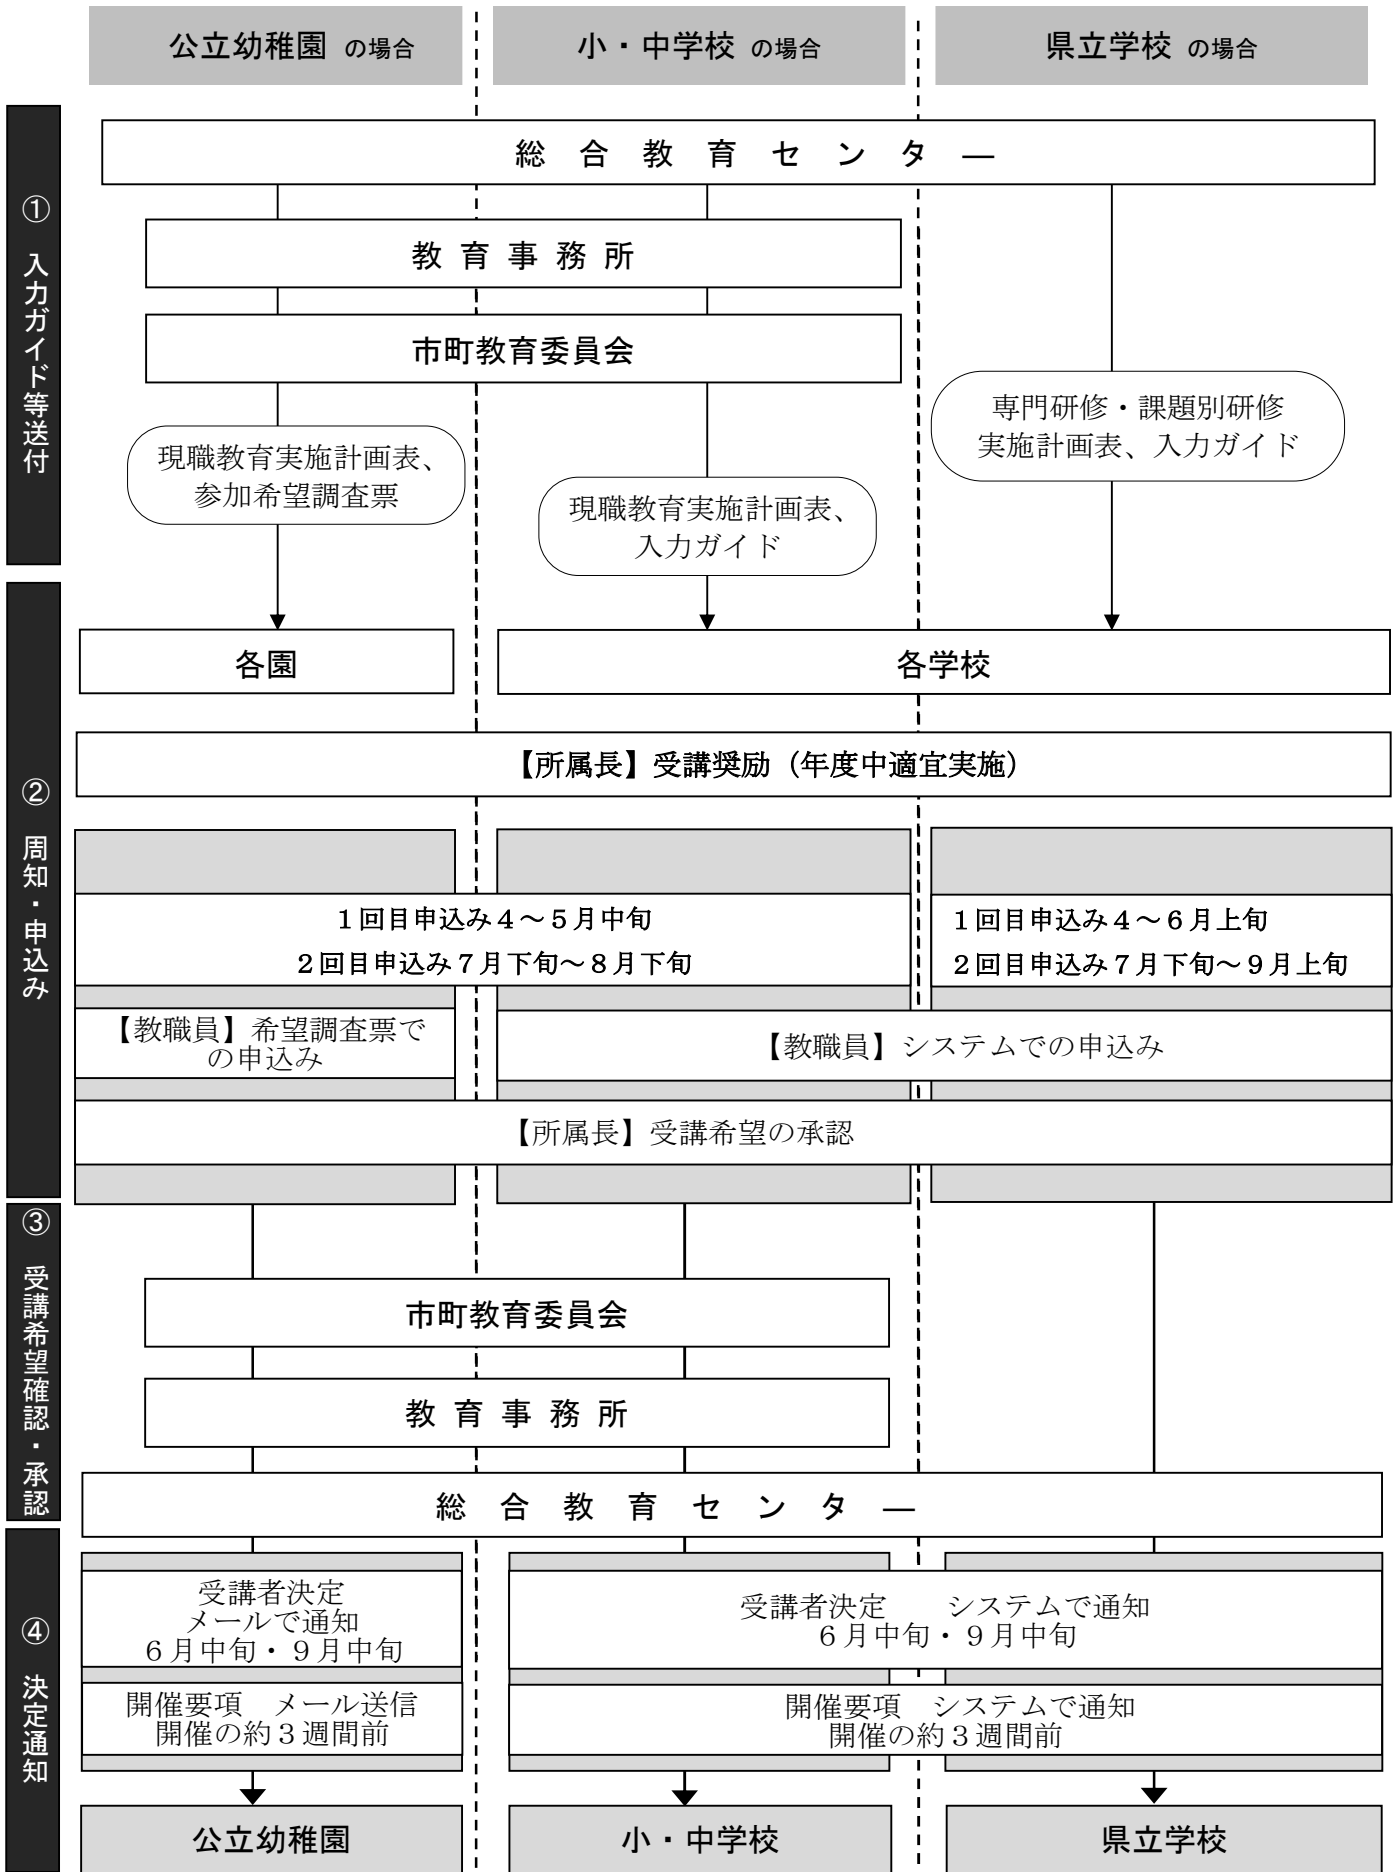 公立幼稚園 の場合
小・中学校 の場合
県立学校 の場合
① 入力ガイド等送付
総合教育センター
教育事務所
市町教育委員会
現職教育実施計画表、
参加希望調査票
現職教育実施計画表、
入力ガイド
専門研修・課題別研修
実施計画表、入力ガイド
② 周知・申込み
各園
各学校
【所属長】受講奨励（年度中適宜実施）
１回目申込み４～５月中旬
２回目申込み７月下旬～８月下旬
１回目申込み４～６月上旬
２回目申込み７月下旬～９月上旬
【教職員】希望調査票で
の申込み
【教職員】システムでの申込み
【所属長】受講希望の承認
③ 受講希望確認・承認
市町教育委員会
教育事務所
総合教育センター
④ 決定通知
受講者決定
メールで通知
６月中旬・９月中旬
受講者決定　システムで通知
６月中旬・９月中旬
開催要項　メール送信
開催の約３週間前
開催要項　システムで通知
開催の約３週間前
公立幼稚園
小・中学校
県立学校